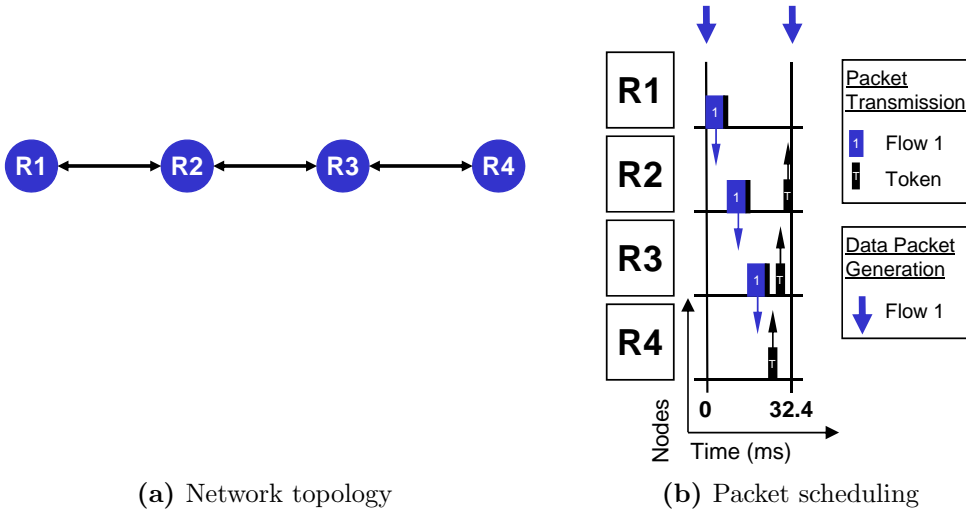 R1 R2 R3 R4
(a) Network topology
R1
1
R2
1
T
R3
1
T
R4
T
0 32.4
Nodes
Time (ms)
Packet
Transmission
1 Flow 1
T Token
Data Packet
Generation
Flow 1
(b) Packet scheduling